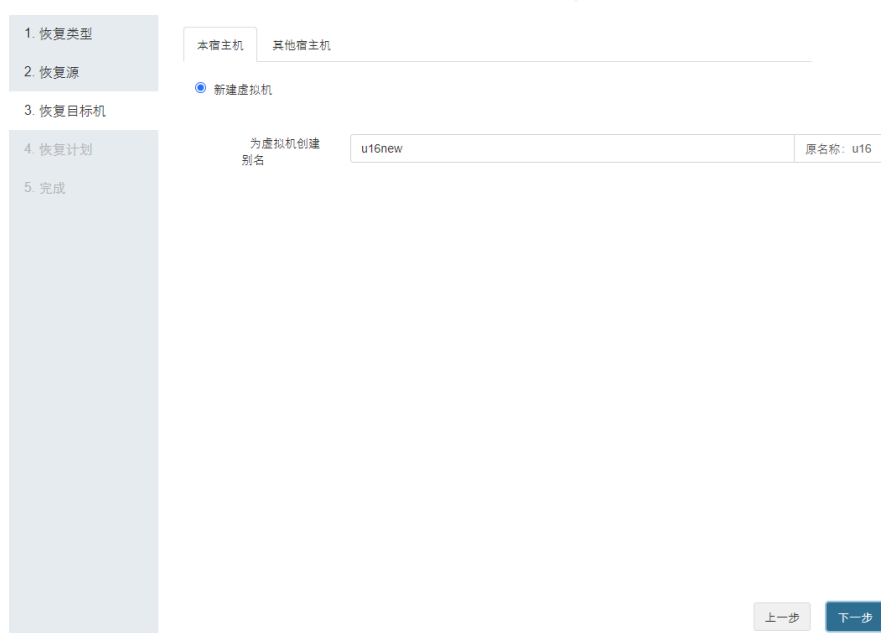 1. 恢复类型
2. 恢复源
3. 恢复目标机
4. 恢复计划
5. 完成
本宿主机 其他宿主机
新建虚拟机
为虚拟机创建
别名
u16new
原名称：u16
上一步 下一步